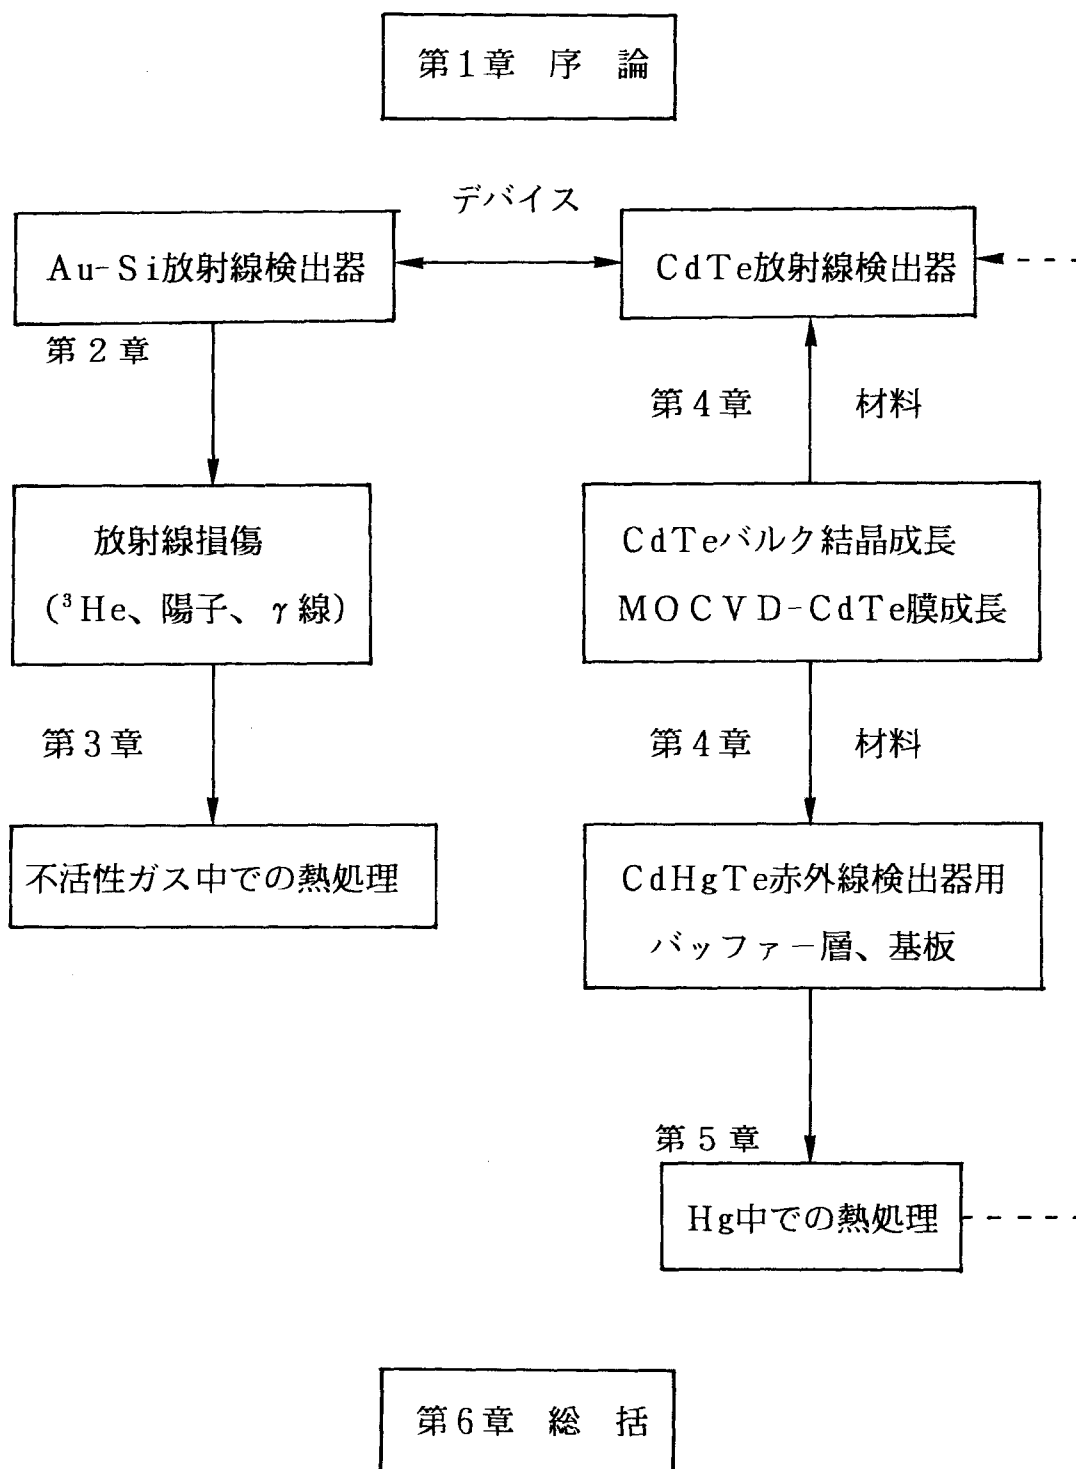 第1章 序 論
デバイス
Au-Si放射線検出器
CdTe放射線検出器
第2章
第4章 材料
放射線損傷
(³He、陽子、γ線)
CdTeバルク結晶成長
MOCVD-CdTe膜成長
第3章
第4章 材料
不活性ガス中での熱処理
CdHgTe赤外線検出器用
バッファー層、基板
第5章
Hg中での熱処理
第6章 総 括